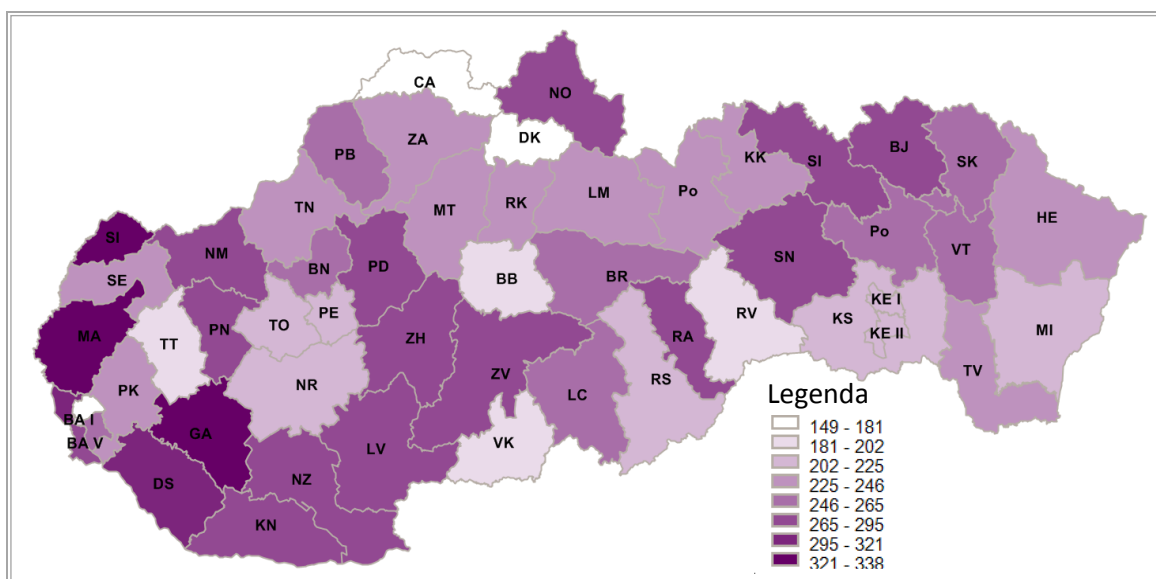 CA
NO
DK
ZA
PB
KK
SI
BJ
SK
LM
Po
RK
MT
TN
HE
SI
NM
Po
VT
SN
BN
PD
BB
BR
SE
PE
TO
KE I
RV
KS
KE II
MI
MA
PN
TT
ZH
RA
ZV
RS
TV
PK
NR
LC
Legenda
BA I
BA V
GA
VK
LV
DS
NZ
KN
149 - 181
181 - 202
202 - 225
225 - 246
246 - 265
265 - 295
295 - 321
321 - 338